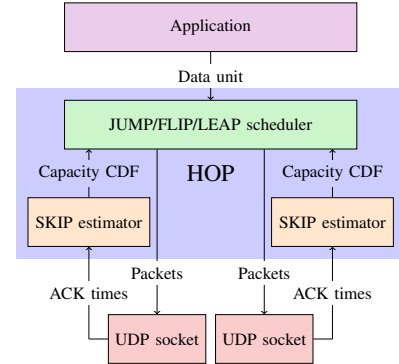 Application
Data unit
JUMP/FLIP/LEAP scheduler
Capacity CDF
HOP
Capacity CDF
SKIP estimator
SKIP estimator
Packets
Packets
ACK times
ACK times
UDP socket
UDP socket